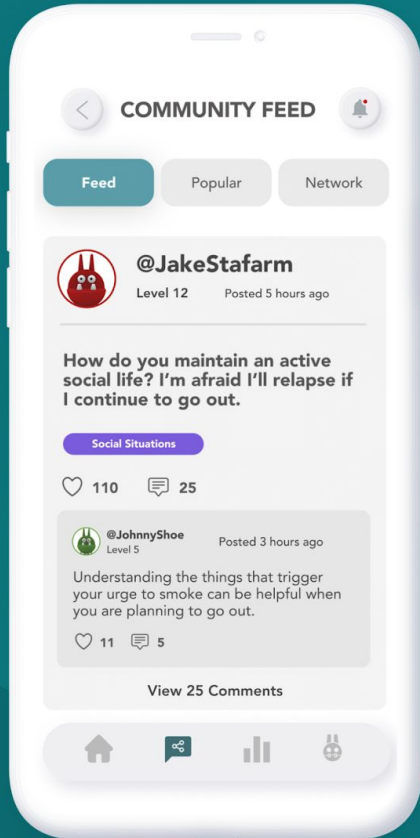 COMMUNITY FEED
Feed
Popular
Network
@JakeStafarm
Level 12
Posted 5 hours ago
How do you maintain an active
social life? I'm afraid I'll relapse if
I continue to go out.
Social Situations
110
25
@JohnnyShoe
Level 5
Posted 3 hours ago
Understanding the things that trigger
your urge to smoke can be helpful when
you are planning to go out.
11
5
View 25 Comments